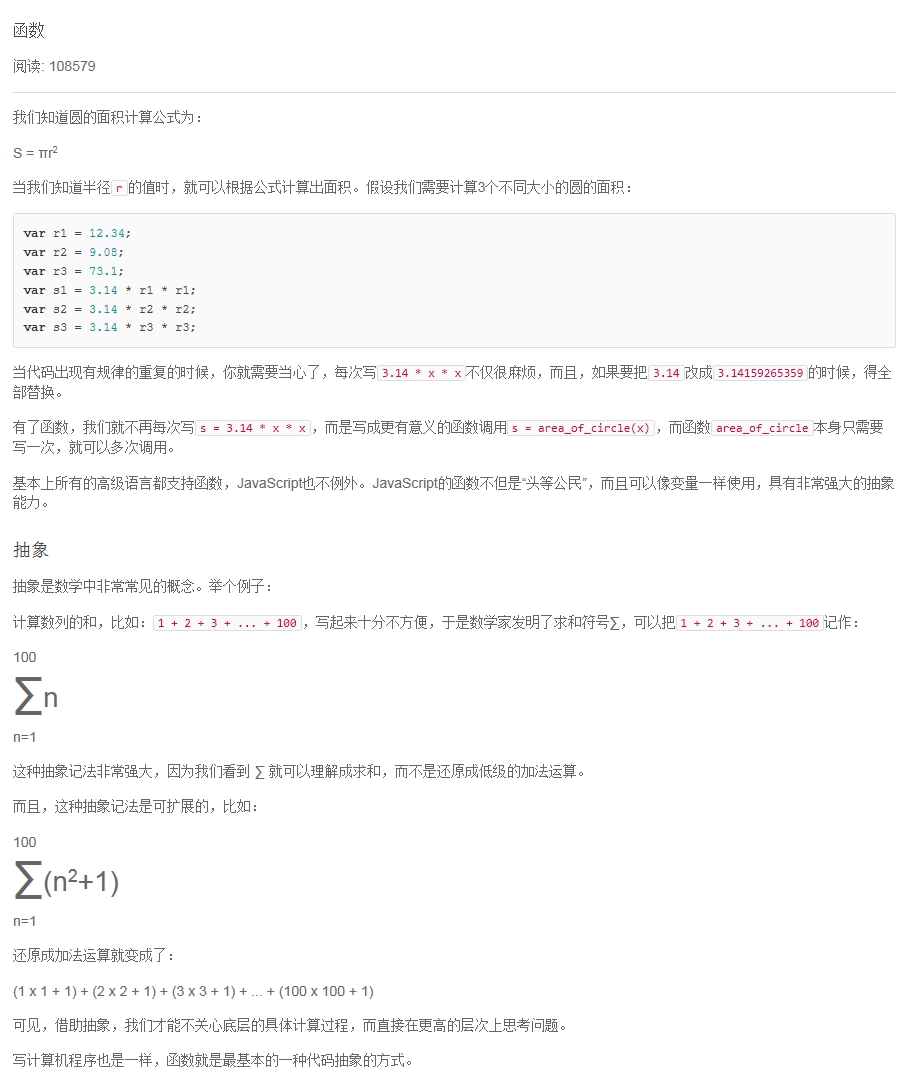 函数
阅读: 108579
我们知道圆的面积计算公式为：
S = πr²
当我们知道半径r的值时，就可以根据公式计算出面积。假设我们需要计算3个不同大小的圆的面积：
var r1 = 12.34;
var r2 = 9.08;
var r3 = 73.1;
var s1 = 3.14 * r1 * r1;
var s2 = 3.14 * r2 * r2;
var s3 = 3.14 * r3 * r3;
当代码出现有规律的重复的时候，你就需要当心了，每次写3.14 * x * x不仅很麻烦，而且，如果要把3.14改成3.14159265359的时候，得全
部替换。
有了函数，我们就不再每次写s = 3.14 * x * x，而是写成更有意义的函数调用s = area_of_circle(x)，而函数area_of_circle本身只需要
写一次，就可以多次调用。
基本上所有的高级语言都支持函数，JavaScript也不例外。JavaScript的函数不但是“头等公民”，而且可以像变量一样使用，具有非常强大的抽象
能力。
抽象
抽象是数学中非常常见的概念。举个例子：
计算数列的和，比如：1 + 2 + 3 + ... + 100，写起来十分不方便，于是数学家发明了求和符号∑，可以把1 + 2 + 3 + ... + 100记作：
100
∑n
n=1
这种抽象记法非常强大，因为我们看到 ∑ 就可以理解成求和，而不是还原成低级的加法运算。
而且，这种抽象记法是可扩展的，比如：
100
∑(n²+1)
n=1
还原成加法运算就变成了：
(1 x 1 + 1) + (2 x 2 + 1) + (3 x 3 + 1) + ... + (100 x 100 + 1)
可见，借助抽象，我们才能不关心底层的具体计算过程，而直接在更高的层次上思考问题。
写计算机程序也是一样，函数就是最基本的一种代码抽象的方式。